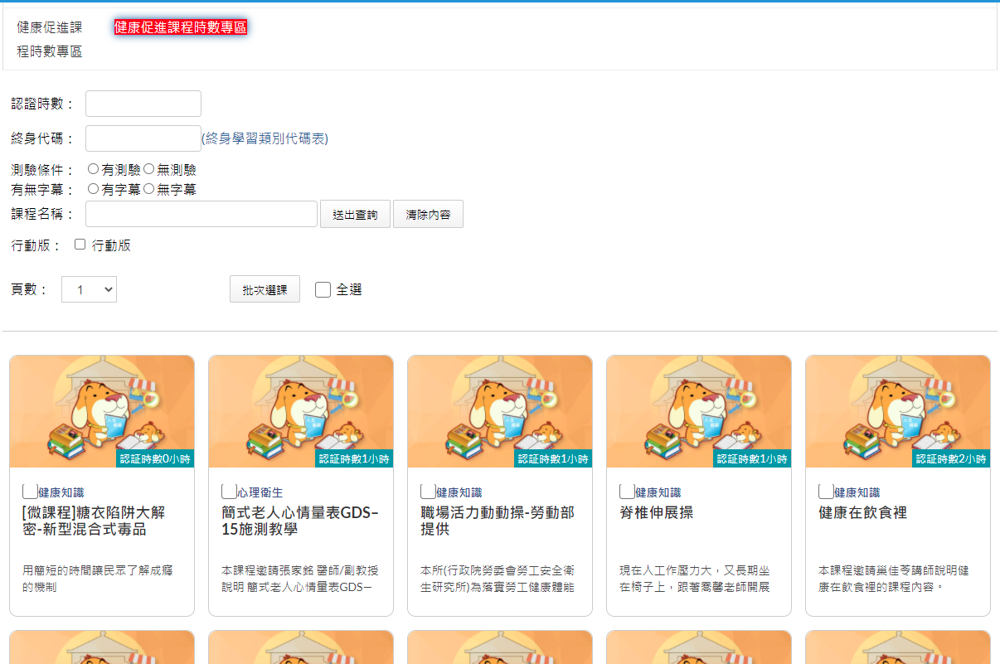 健康促進課
程時數專區
健康促進課程時數專區
認證時數：
終身代碼： (終身學習類別代碼表)
測驗條件： 有測驗 無測驗
有無字幕： 有字幕 無字幕
課程名稱： 送出查詢 清除內容
行動版： 行動版
頁數： 1 批次選課 全選
認証時數0小時
健康知識
[微課程]糖衣陷阱大解
密-新型混合式毒品
用簡短的時間讓民眾了解成癮
的機制
認証時數1小時
心理衛生
簡式老人心情量表GDS–
15施測教學
本課程邀請張家銘 醫師/副教授
說明 簡式老人心情量表GDS—
認証時數1小時
健康知識
職場活力動動操-勞動部
提供
本所(行政院勞委會勞工安全衛
生研究所)為落實勞工健康體能
認証時數1小時
健康知識
脊椎伸展操
現在人工作壓力大，又長期坐
在椅子上，跟著喬馨老師開展
認証時數2小時
健康知識
健康在飲食裡
本課程邀請巢佳苓講師說明健
康在飲食裡的課程內容。